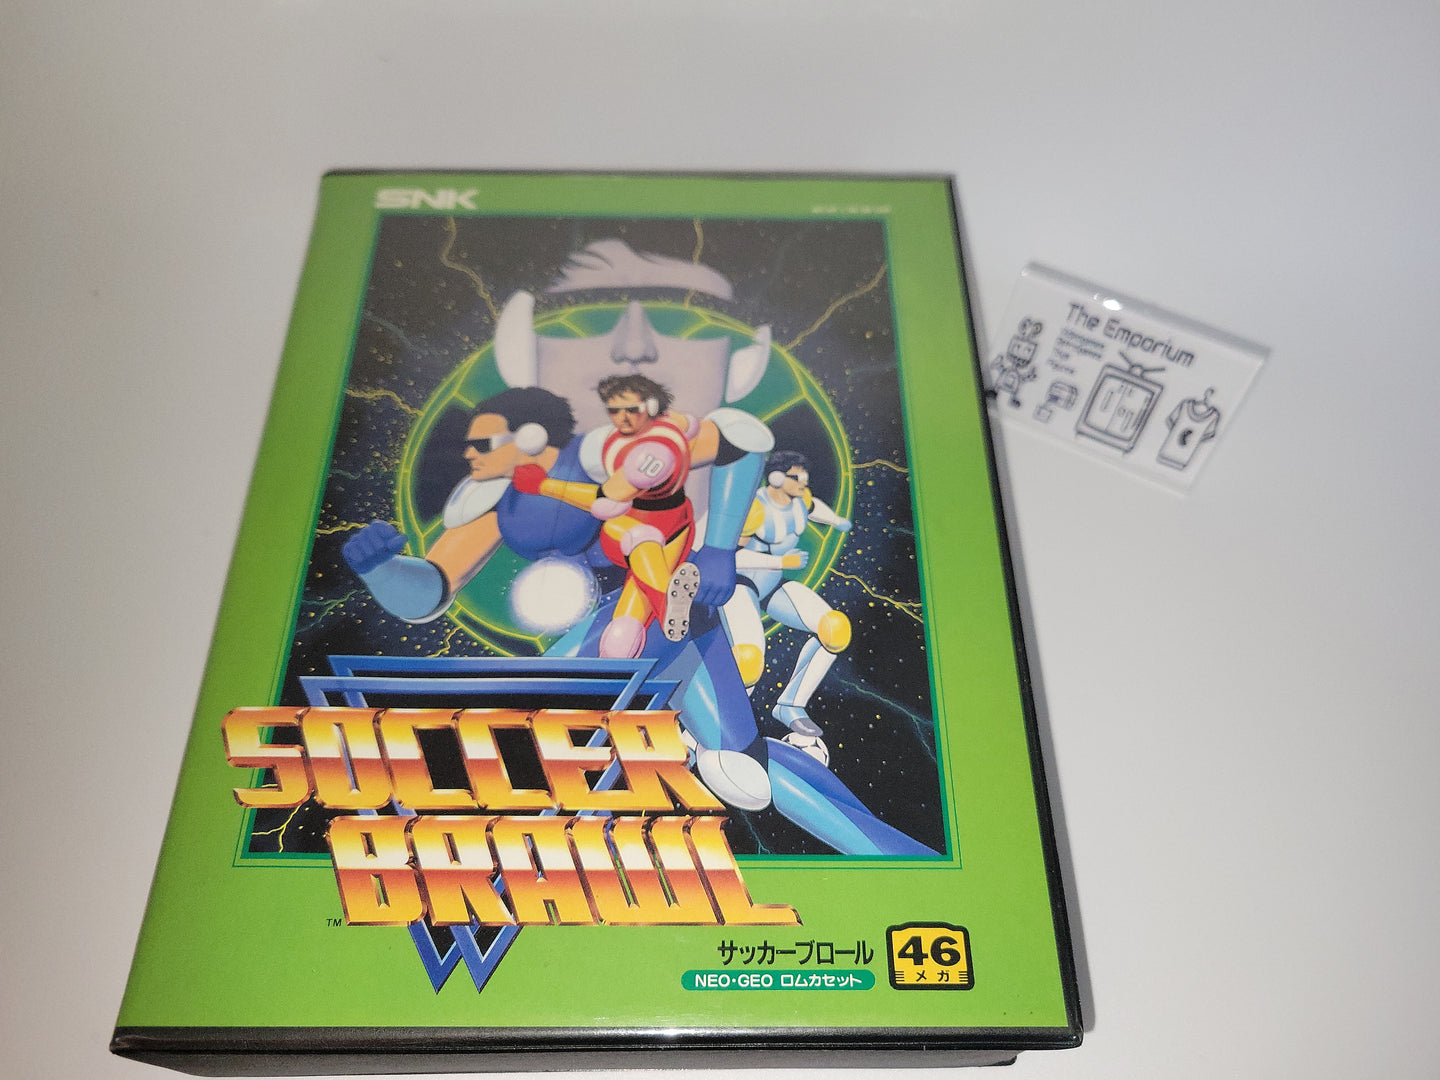 SNK
10
SOCCER
BRAWL
TM
サッカーブロール
NEO・GEO ロムカセット
46
メガ
The Emporium